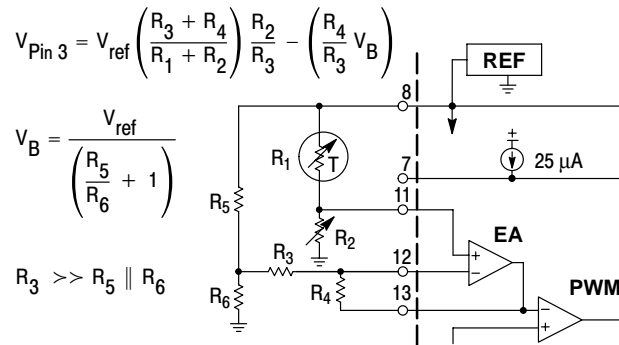 V_Pin 3 = V_ref ( (R_3 + R_4) / (R_1 + R_2) ) R_2 / R_3 − ( R_4 / R_3 V_B )
V_B = V_ref / ( R_5 / R_6 + 1 )
R_3 >> R_5 ∥ R_6
REF
8
R_1
T
7
25 μA
11
R_5
R_2
EA
+
−
R_3
12
R_6
R_4
13
PWM
−
+
+